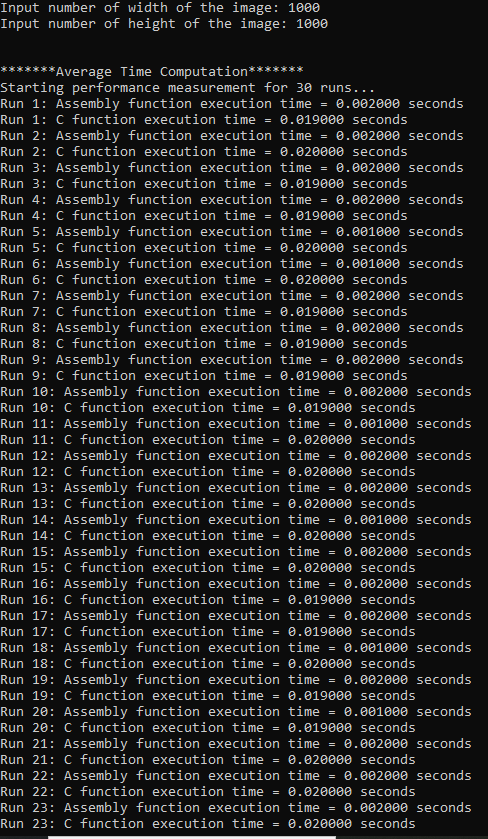 Input number of width of the image: 1000
Input number of height of the image: 1000
*******Average Time Computation*******
Starting performance measurement for 30 runs...
Run 1: Assembly function execution time = 0.002000 seconds
Run 1: C function execution time = 0.019000 seconds
Run 2: Assembly function execution time = 0.002000 seconds
Run 2: C function execution time = 0.020000 seconds
Run 3: Assembly function execution time = 0.002000 seconds
Run 3: C function execution time = 0.019000 seconds
Run 4: Assembly function execution time = 0.002000 seconds
Run 4: C function execution time = 0.019000 seconds
Run 5: Assembly function execution time = 0.001000 seconds
Run 5: C function execution time = 0.020000 seconds
Run 6: Assembly function execution time = 0.001000 seconds
Run 6: C function execution time = 0.020000 seconds
Run 7: Assembly function execution time = 0.002000 seconds
Run 7: C function execution time = 0.019000 seconds
Run 8: Assembly function execution time = 0.002000 seconds
Run 8: C function execution time = 0.019000 seconds
Run 9: Assembly function execution time = 0.002000 seconds
Run 9: C function execution time = 0.019000 seconds
Run 10: Assembly function execution time = 0.002000 seconds
Run 10: C function execution time = 0.019000 seconds
Run 11: Assembly function execution time = 0.001000 seconds
Run 11: C function execution time = 0.020000 seconds
Run 12: Assembly function execution time = 0.002000 seconds
Run 12: C function execution time = 0.020000 seconds
Run 13: Assembly function execution time = 0.002000 seconds
Run 13: C function execution time = 0.020000 seconds
Run 14: Assembly function execution time = 0.001000 seconds
Run 14: C function execution time = 0.020000 seconds
Run 15: Assembly function execution time = 0.002000 seconds
Run 15: C function execution time = 0.020000 seconds
Run 16: Assembly function execution time = 0.002000 seconds
Run 16: C function execution time = 0.019000 seconds
Run 17: Assembly function execution time = 0.002000 seconds
Run 17: C function execution time = 0.019000 seconds
Run 18: Assembly function execution time = 0.001000 seconds
Run 18: C function execution time = 0.020000 seconds
Run 19: Assembly function execution time = 0.002000 seconds
Run 19: C function execution time = 0.019000 seconds
Run 20: Assembly function execution time = 0.001000 seconds
Run 20: C function execution time = 0.019000 seconds
Run 21: Assembly function execution time = 0.002000 seconds
Run 21: C function execution time = 0.020000 seconds
Run 22: Assembly function execution time = 0.002000 seconds
Run 22: C function execution time = 0.020000 seconds
Run 23: Assembly function execution time = 0.002000 seconds
Run 23: C function execution time = 0.020000 seconds